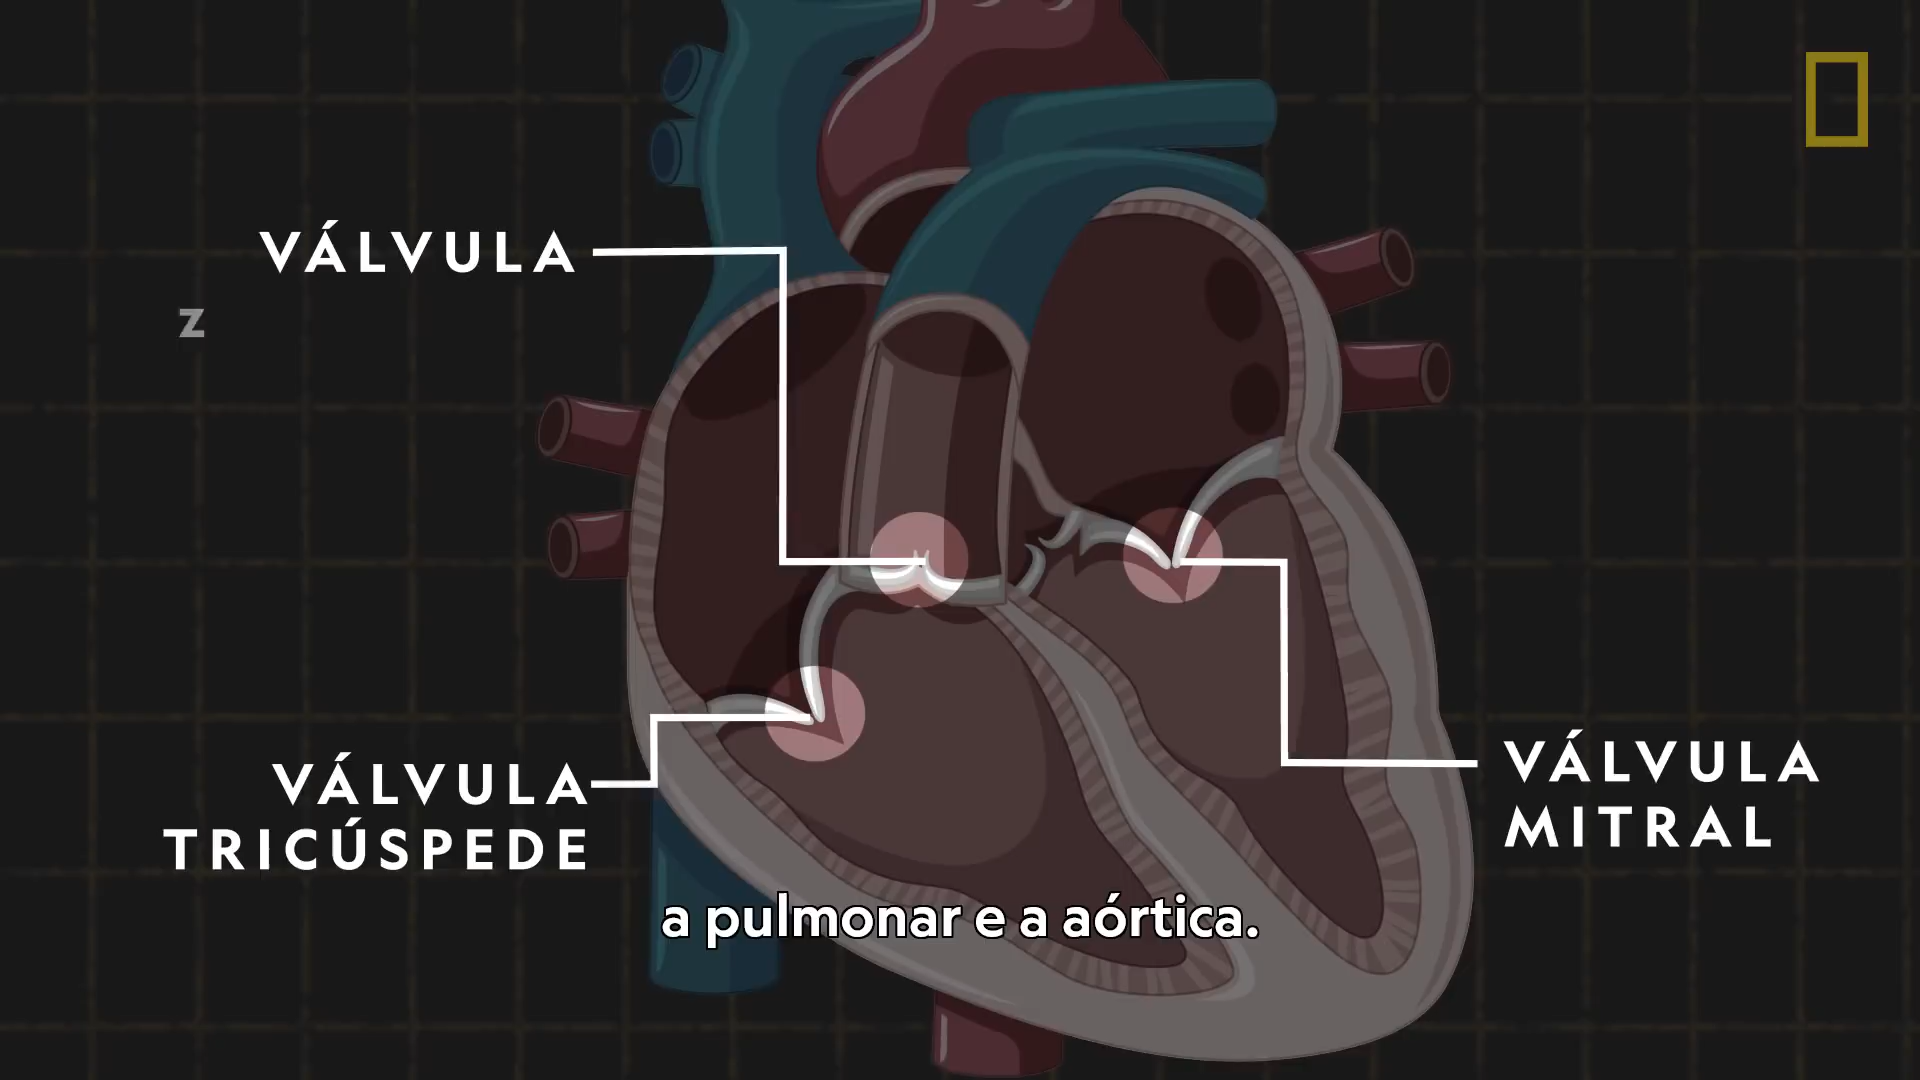 VÁLVULA
z
VÁLVULA
TRICÚSPEDE
VÁLVULA
MITRAL
a pulmonar e a aórtica.